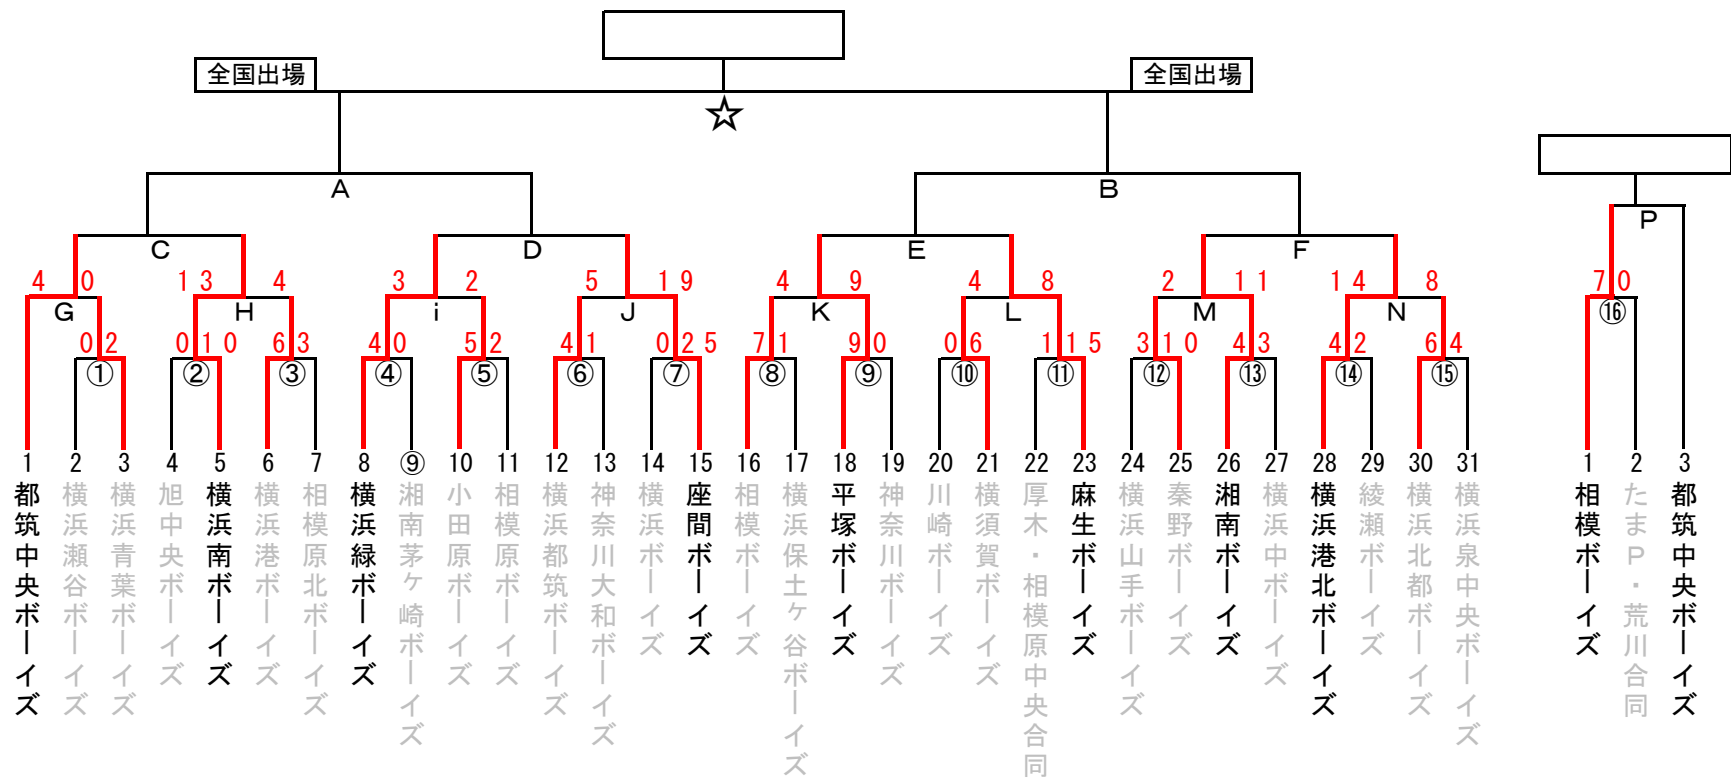 全国出場
全国出場
☆
A
B
P
C
D
E
F
4 0
13 4
3 2
5 19
4 9
4 8
2 11
14 8
7 0
G
H
i
J
K
L
M
N
⑯
0 2
0 10
6 3
4 0
5 2
4 1
0 25
7 1
9 0
0 6
1 15
3 10
4 3
4 2
6 4
①
②
③
④
⑤
⑥
⑦
⑧
⑨
⑩
⑪
⑫
⑬
⑭
⑮
1 都筑中央ボーイズ
2 横浜瀬谷ボーイズ
3 横浜青葉ボーイズ
4 旭中央ボーイズ
5 横浜南ボーイズ
6 横浜港ボーイズ
7 相模原北ボーイズ
8 横浜緑ボーイズ
⑨ 湘南茅ケ崎ボーイズ
10 小田原ボーイズ
11 相模原ボーイズ
12 横浜都筑ボーイズ
13 神奈川大和ボーイズ
14 横浜ボーイズ
15 座間ボーイズ
16 相模ボーイズ
17 横浜保土ケ谷ボーイズ
18 平塚ボーイズ
19 神奈川ボーイズ
20 川崎ボーイズ
21 横須賀ボーイズ
22 厚木・相模原中央合同
23 麻生ボーイズ
24 横浜山手ボーイズ
25 秦野ボーイズ
26 湘南ボーイズ
27 横浜中ボーイズ
28 横浜港北ボーイズ
29 綾瀬ボーイズ
30 横浜北都ボーイズ
31 横浜泉中央ボーイズ
1 相模ボーイズ
2 たまP・荒川合同
3 都筑中央ボーイズ